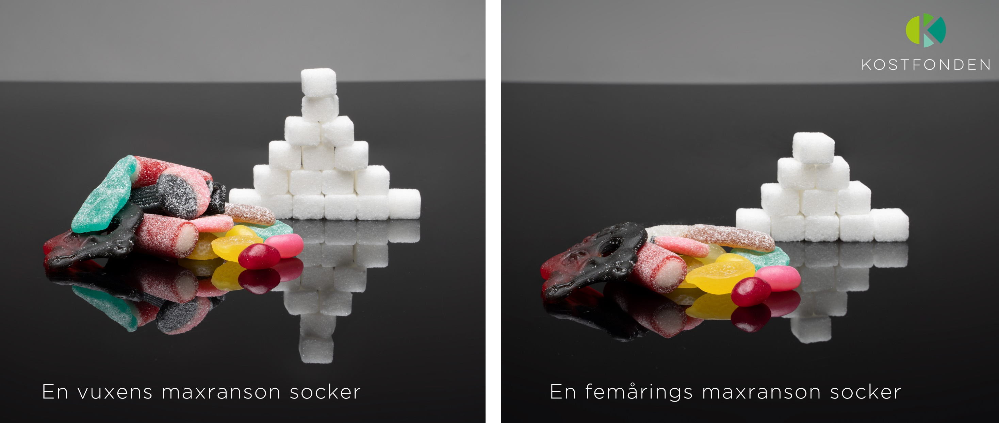 KOSTFONDEN
En vuxens maxranson socker
En femårings maxranson socker